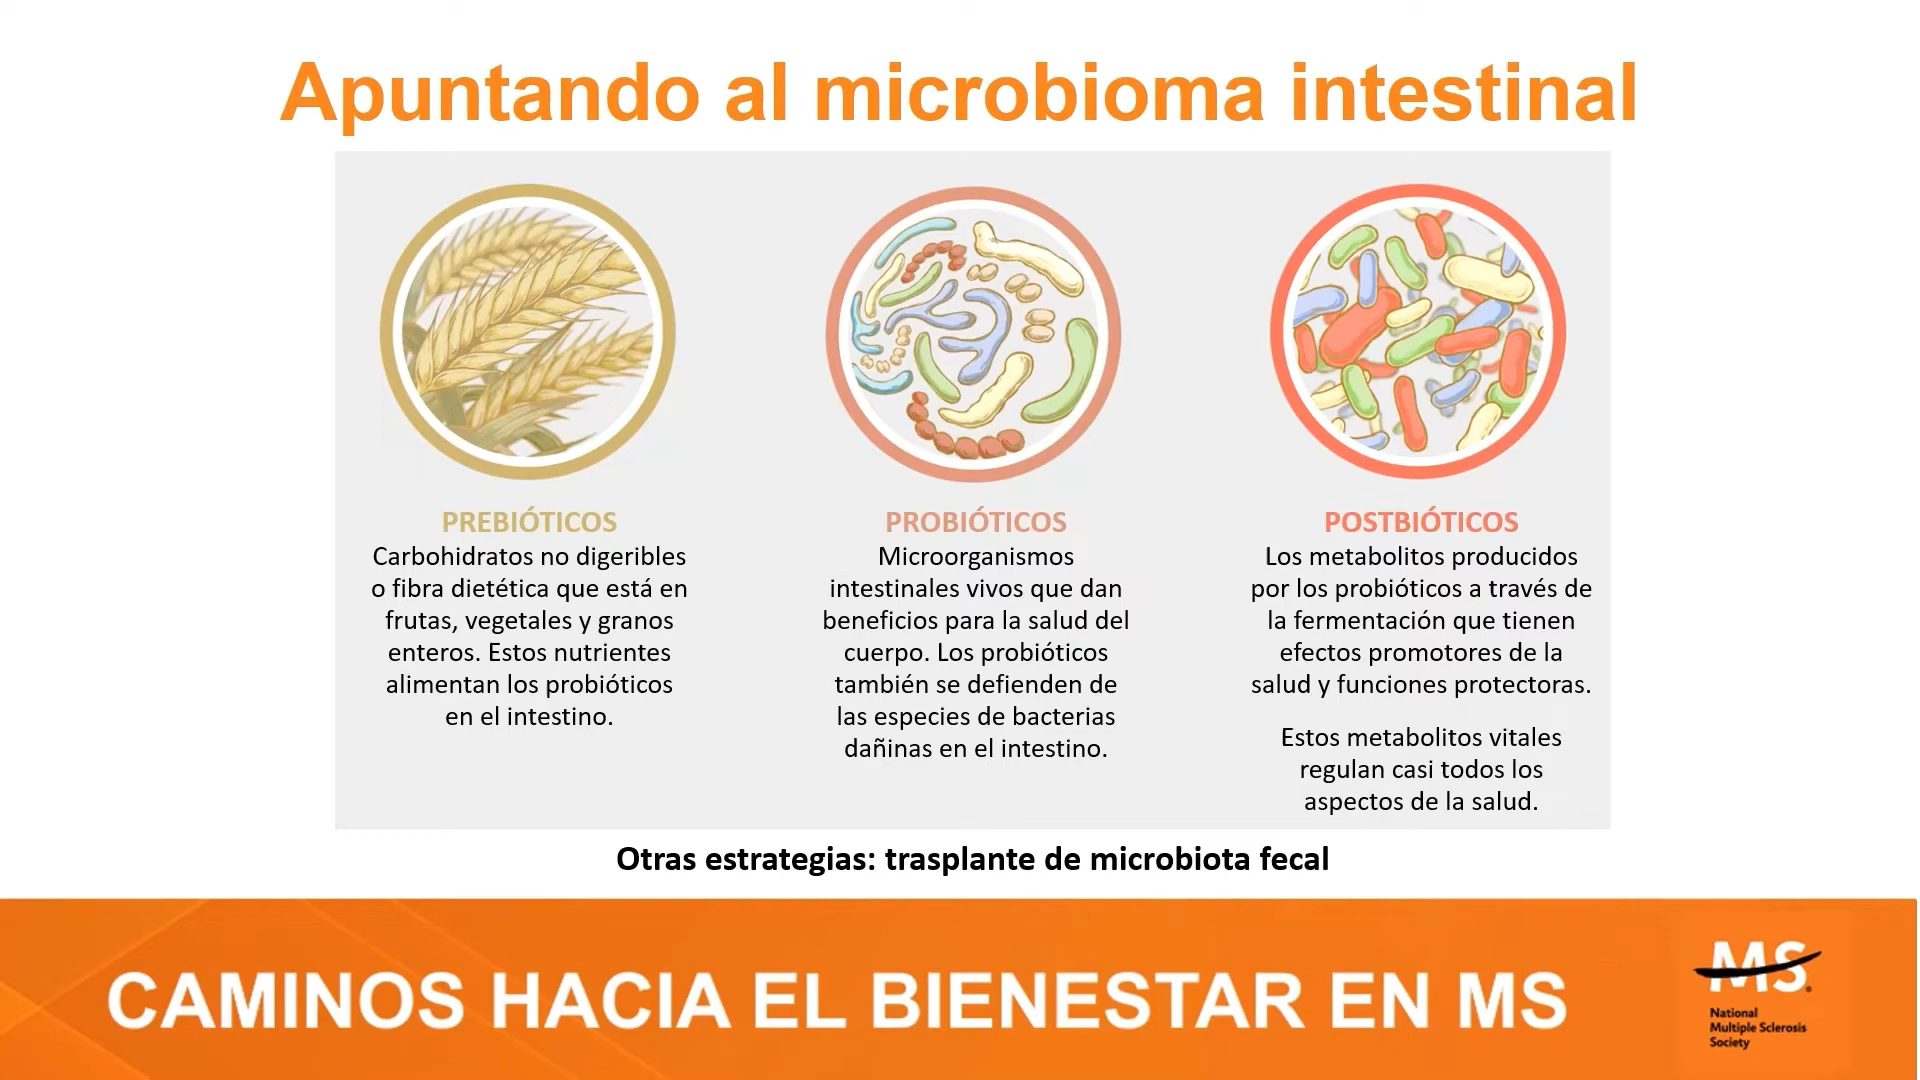 Apuntando al microbioma intestinal
PREBIÓTICOS
Carbohidratos no digeribles
o fibra dietética que está en
frutas, vegetales y granos
enteros. Estos nutrientes
alimentan los probióticos
en el intestino.
PROBIÓTICOS
Microorganismos
intestinales vivos que dan
beneficios para la salud del
cuerpo. Los probióticos
también se defienden de
las especies de bacterias
dañinas en el intestino.
POSTBIÓTICOS
Los metabolitos producidos
por los probióticos a través de
la fermentación que tienen
efectos promotores de la
salud y funciones protectoras.
Estos metabolitos vitales
regulan casi todos los
aspectos de la salud.
Otras estrategias: trasplante de microbiota fecal
CAMINOS HACIA EL BIENESTAR EN MS
MS
National
Multiple Sclerosis
Society